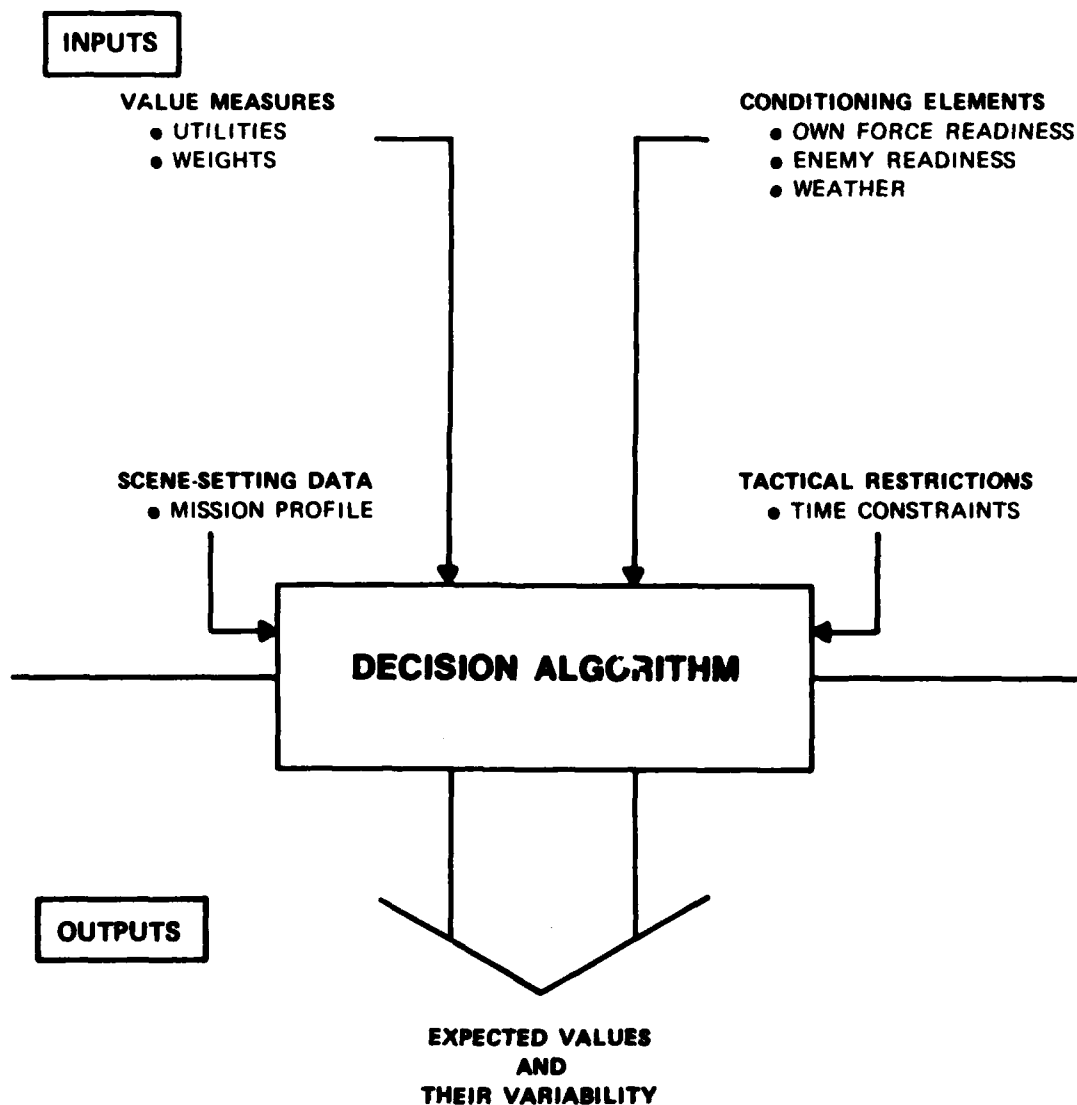 INPUTS
VALUE MEASURES
• UTILITIES
• WEIGHTS
CONDITIONING ELEMENTS
• OWN FORCE READINESS
• ENEMY READINESS
• WEATHER
SCENE-SETTING DATA
• MISSION PROFILE
TACTICAL RESTRICTIONS
• TIME CONSTRAINTS
DECISION ALGORITHM
OUTPUTS
EXPECTED VALUES
AND
THEIR VARIABILITY